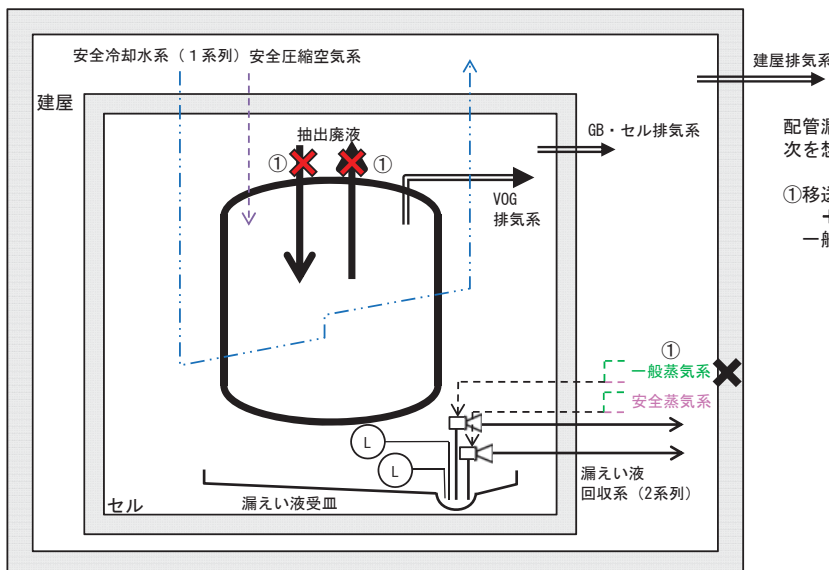 安全冷却水系（１系列）安全圧縮空気系
建屋排気系
建屋
GB・セル排気系
抽出廃液
① ①
VOG
排気系
配管漏
次を想
①移送
＋
一般
①
一般蒸気系
安全蒸気系
L
L
漏えい液
回収系（2系列）
漏えい液受皿
セル